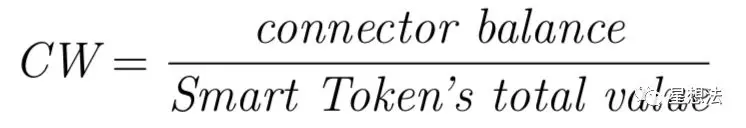 CW = connector balance
Smart Token's total value
星想法